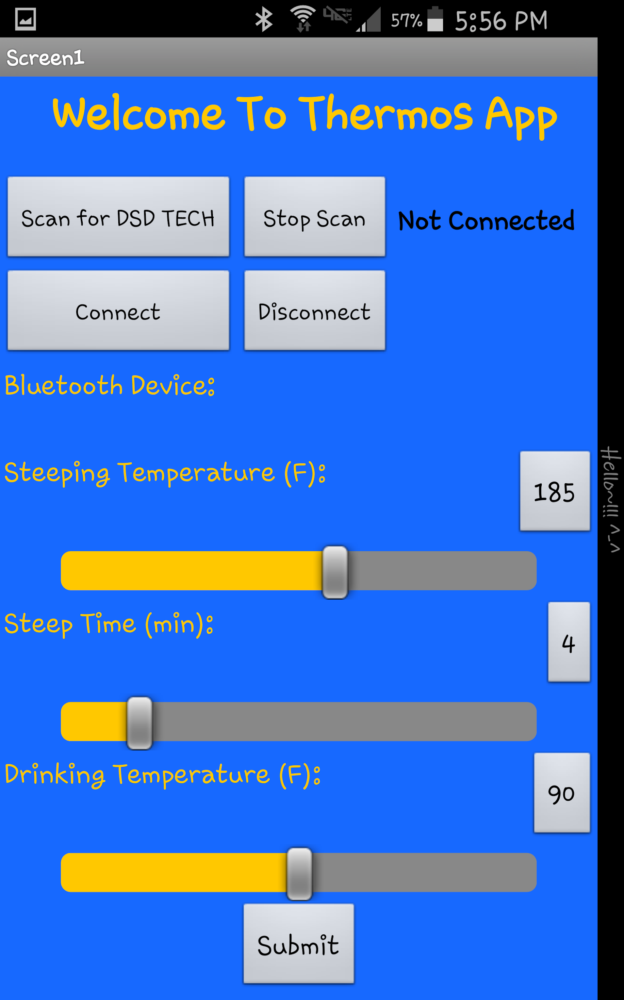 57% 5:56 PM
Screen1
Welcome To Thermos App
Scan for DSD TECH
Stop Scan
Not Connected
Connect
Disconnect
Bluetooth Device:
Steeping Temperature (F):
185
Steep Time (min):
4
Drinking Temperature (F):
90
Submit